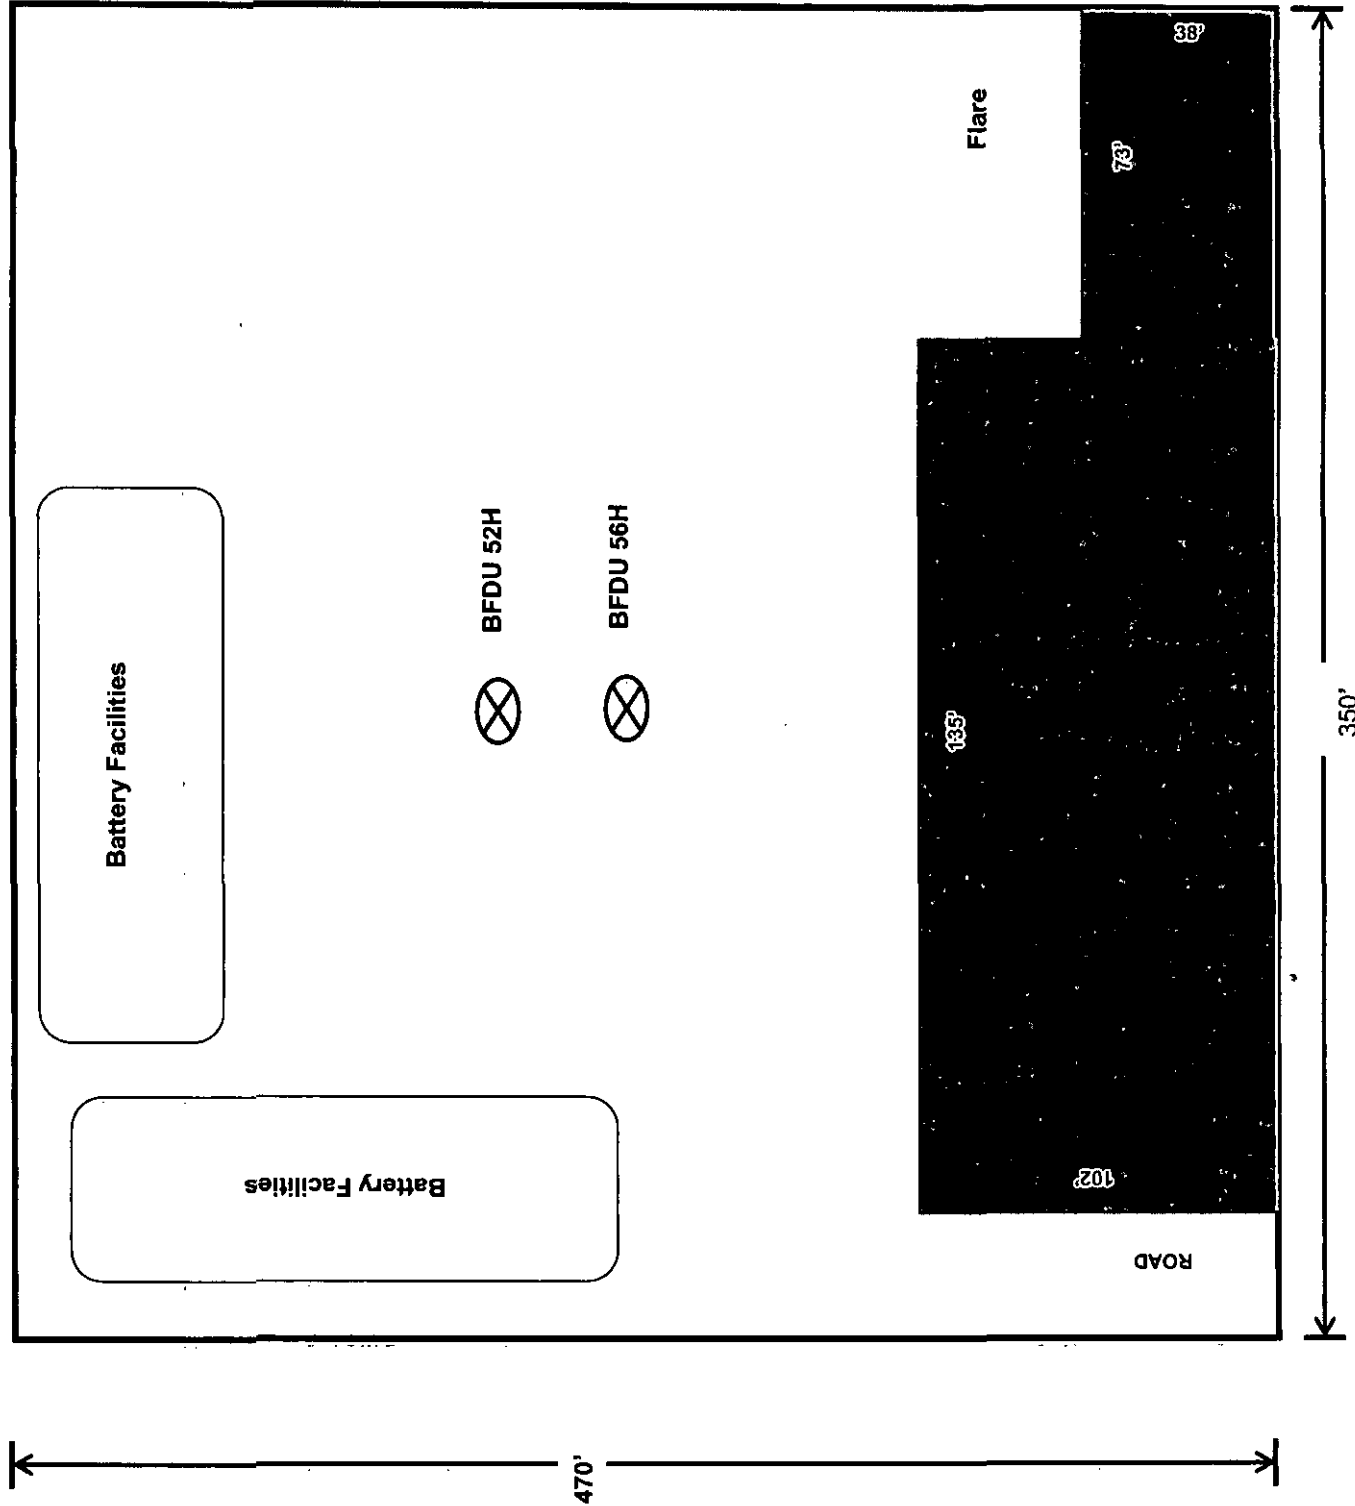 38'
Flare
73'
BFDU 52H
BFDU 56H
Battery Facilities
135'
350'
102'
Battery Facilities
ROAD
470'